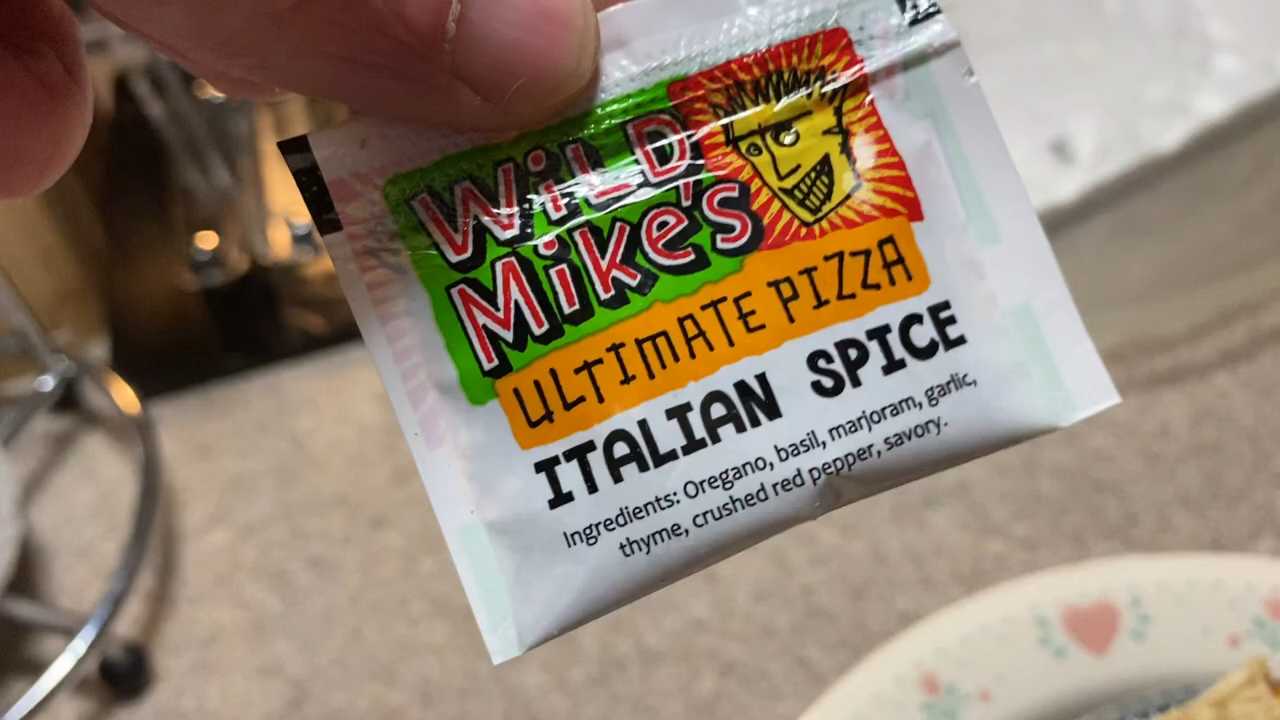 WiLD
Mike's
ULTIMATE PIZZA
ITALIAN SPICE
Ingredients: Oregano, basil, marjoram, garlic,
thyme, crushed red pepper, savory.